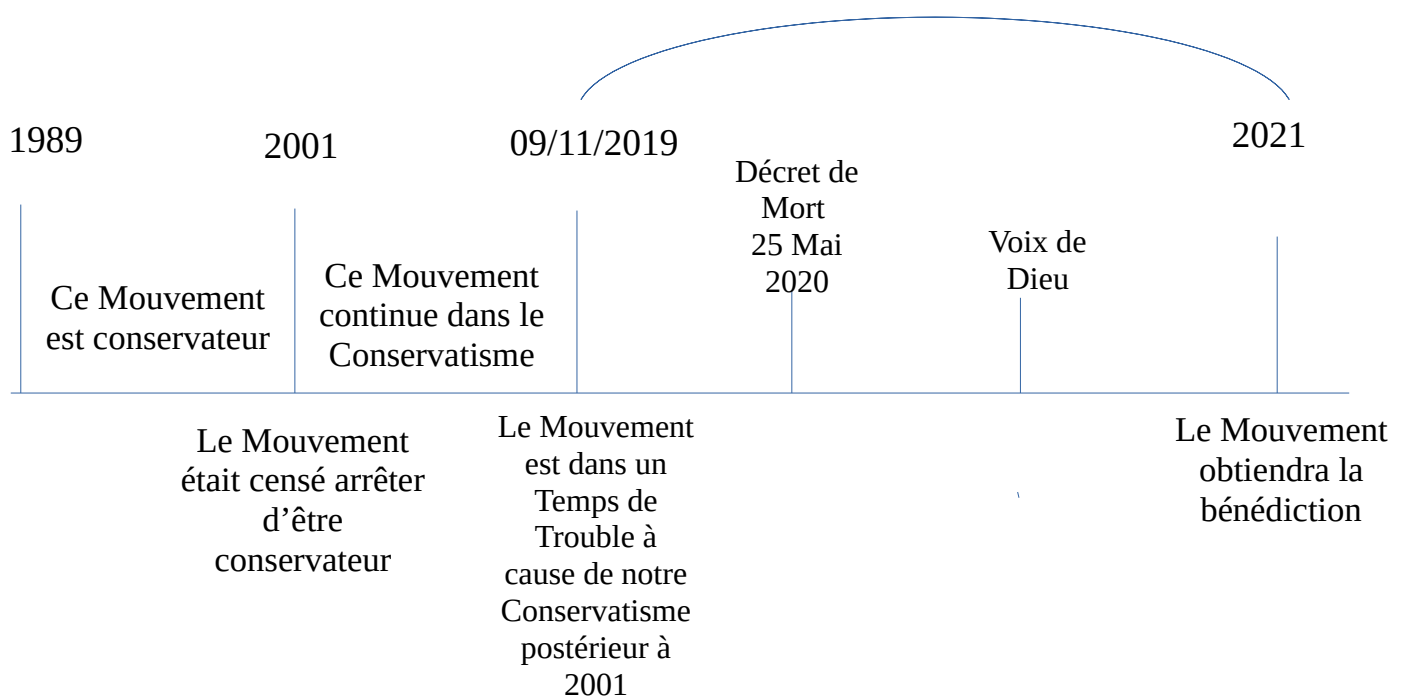 1989
2001
09/11/2019
2021
Décret de
Mort
25 Mai
2020
Voix de
Dieu
Ce Mouvement
est conservateur
Ce Mouvement
continue dans le
Conservatisme
Le Mouvement
était censé arrêter
d’être
conservateur
Le Mouvement
est dans un
Temps de
Trouble à
cause de notre
Conservatisme
postérieur à
2001
Le Mouvement
obtiendra la
bénédiction